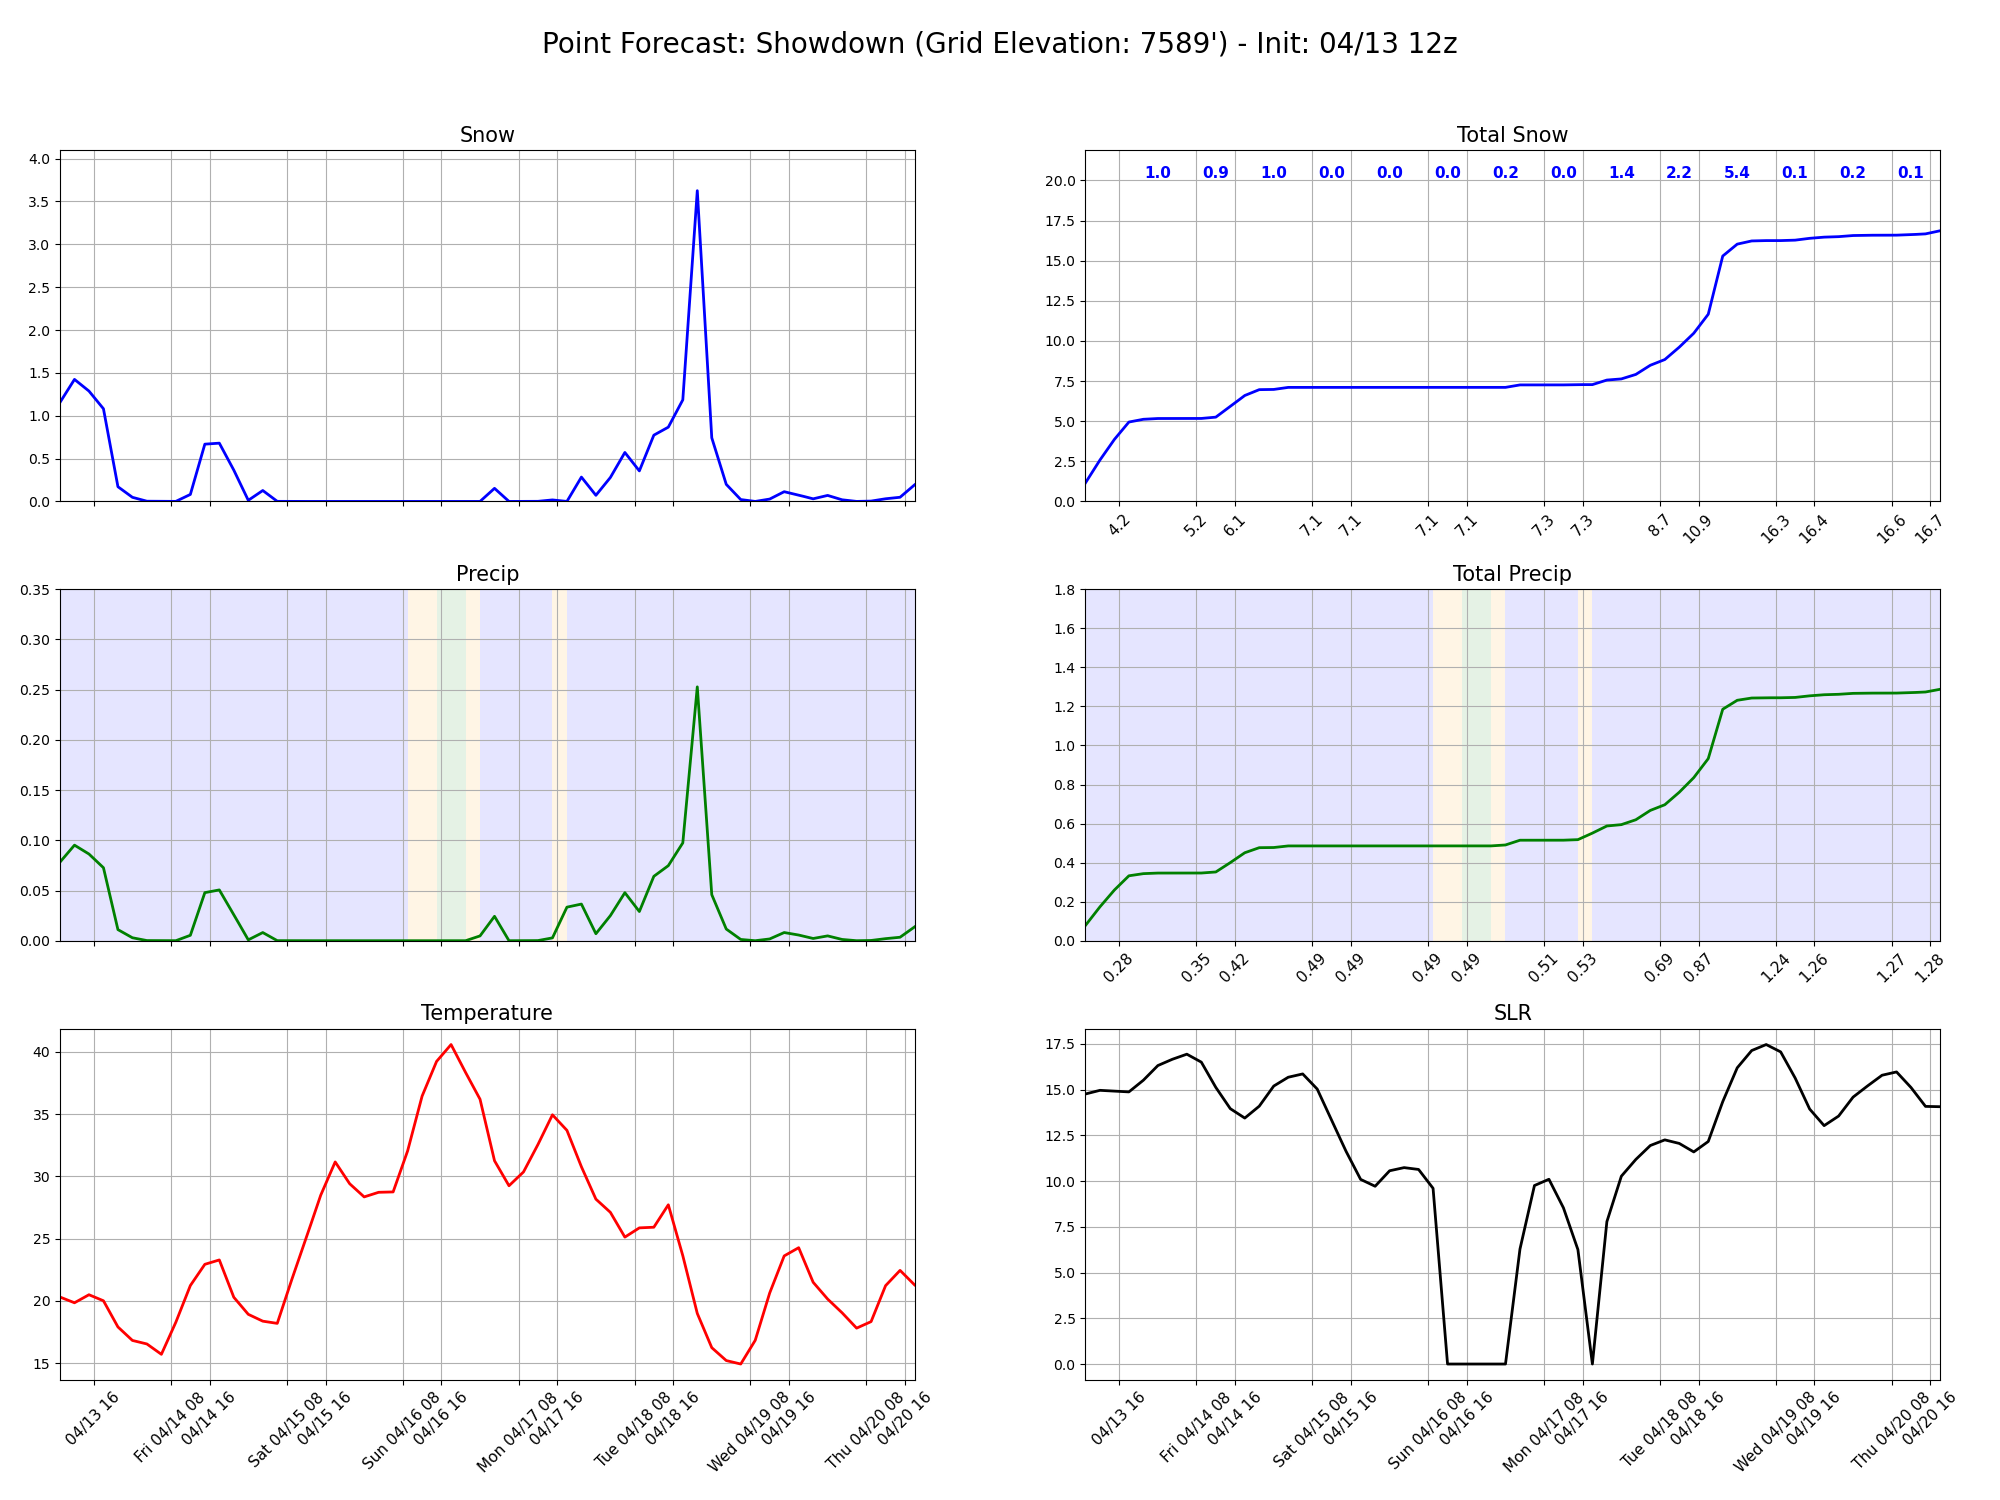 Point Forecast: Showdown (Grid Elevation: 7589') - Init: 04/13 12z
Snow
4.0
3.5
3.0
2.5
2.0
1.5
1.0
0.5
0.0
Total Snow
1.0 0.9 1.0 0.0 0.0 0.0 0.2 0.0 1.4 2.2 5.4 0.1 0.2 0.1
20.0
17.5
15.0
12.5
10.0
7.5
5.0
2.5
0.0
4.2 5.2 6.1 7.1 7.1 7.1 7.1 7.3 7.3 8.7 10.9 16.3 16.4 16.6 16.7
Precip
0.35
0.30
0.25
0.20
0.15
0.10
0.05
0.00
Total Precip
1.8
1.6
1.4
1.2
1.0
0.8
0.6
0.4
0.2
0.0
0.28 0.35 0.42 0.49 0.49 0.49 0.49 0.51 0.53 0.69 0.87 1.24 1.26 1.27 1.28
Temperature
40
35
30
25
20
15
04/13 16
Fri 04/14 08
04/14 16
Sat 04/15 08
04/15 16
Sun 04/16 08
04/16 16
Mon 04/17 08
04/17 16
Tue 04/18 08
04/18 16
Wed 04/19 08
04/19 16
Thu 04/20 08
04/20 16
SLR
17.5
15.0
12.5
10.0
7.5
5.0
2.5
0.0
04/13 16
Fri 04/14 08
04/14 16
Sat 04/15 08
04/15 16
Sun 04/16 08
04/16 16
Mon 04/17 08
04/17 16
Tue 04/18 08
04/18 16
Wed 04/19 08
04/19 16
Thu 04/20 08
04/20 16